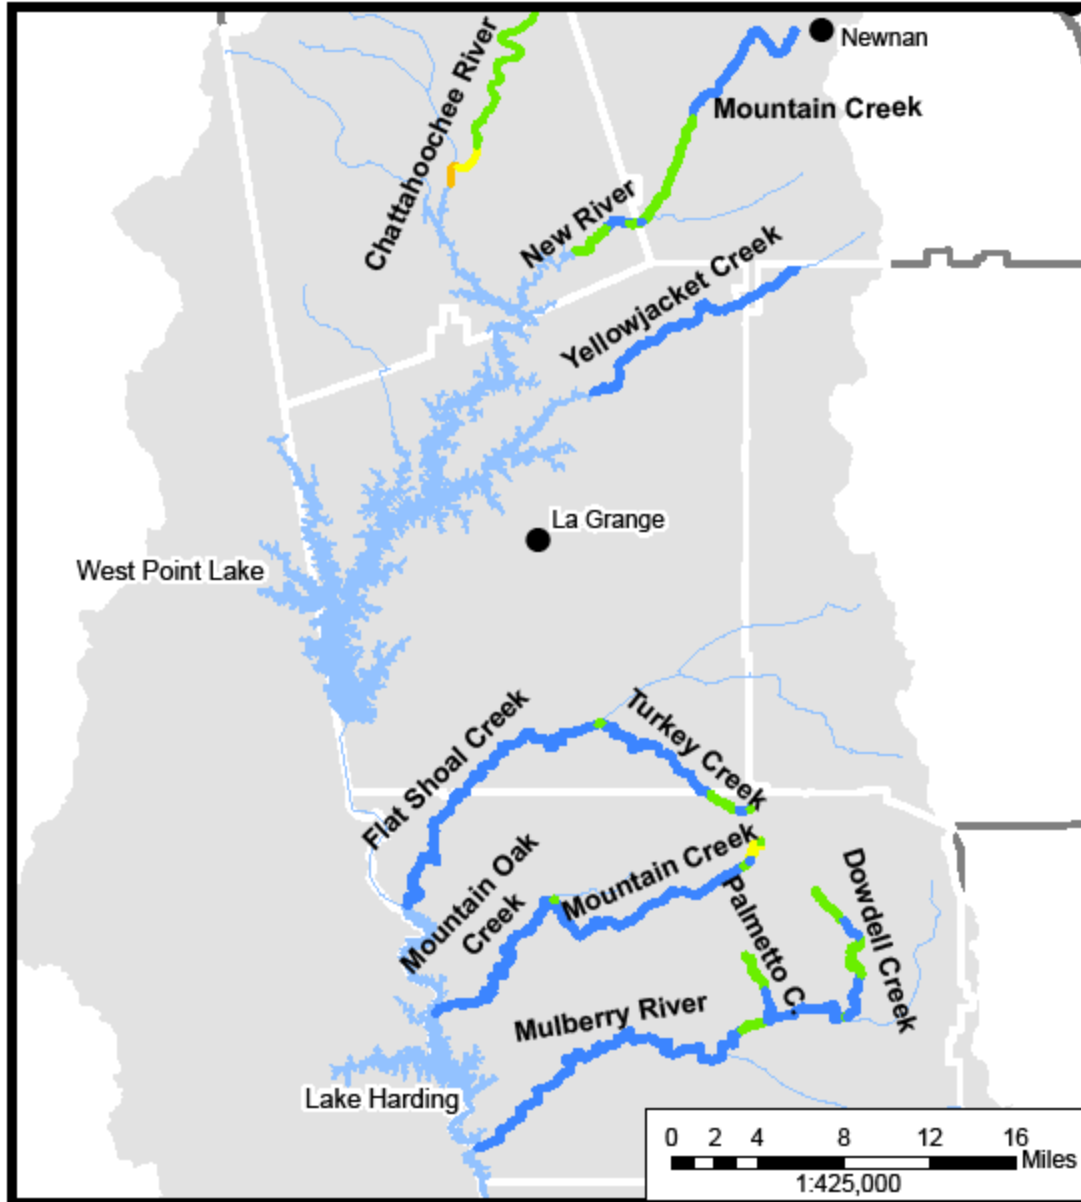 Newnan
Chattahoochee River
Mountain Creek
New River
Yellowjacket Creek
La Grange
West Point Lake
Flat Shoal Creek
Turkey Creek
Mountain Oak
Creek
Mountain Creek
Palmetto C.
Dowdell Creek
Mulberry River
Lake Harding
0 2 4 8 12 16
Miles
1:425,000